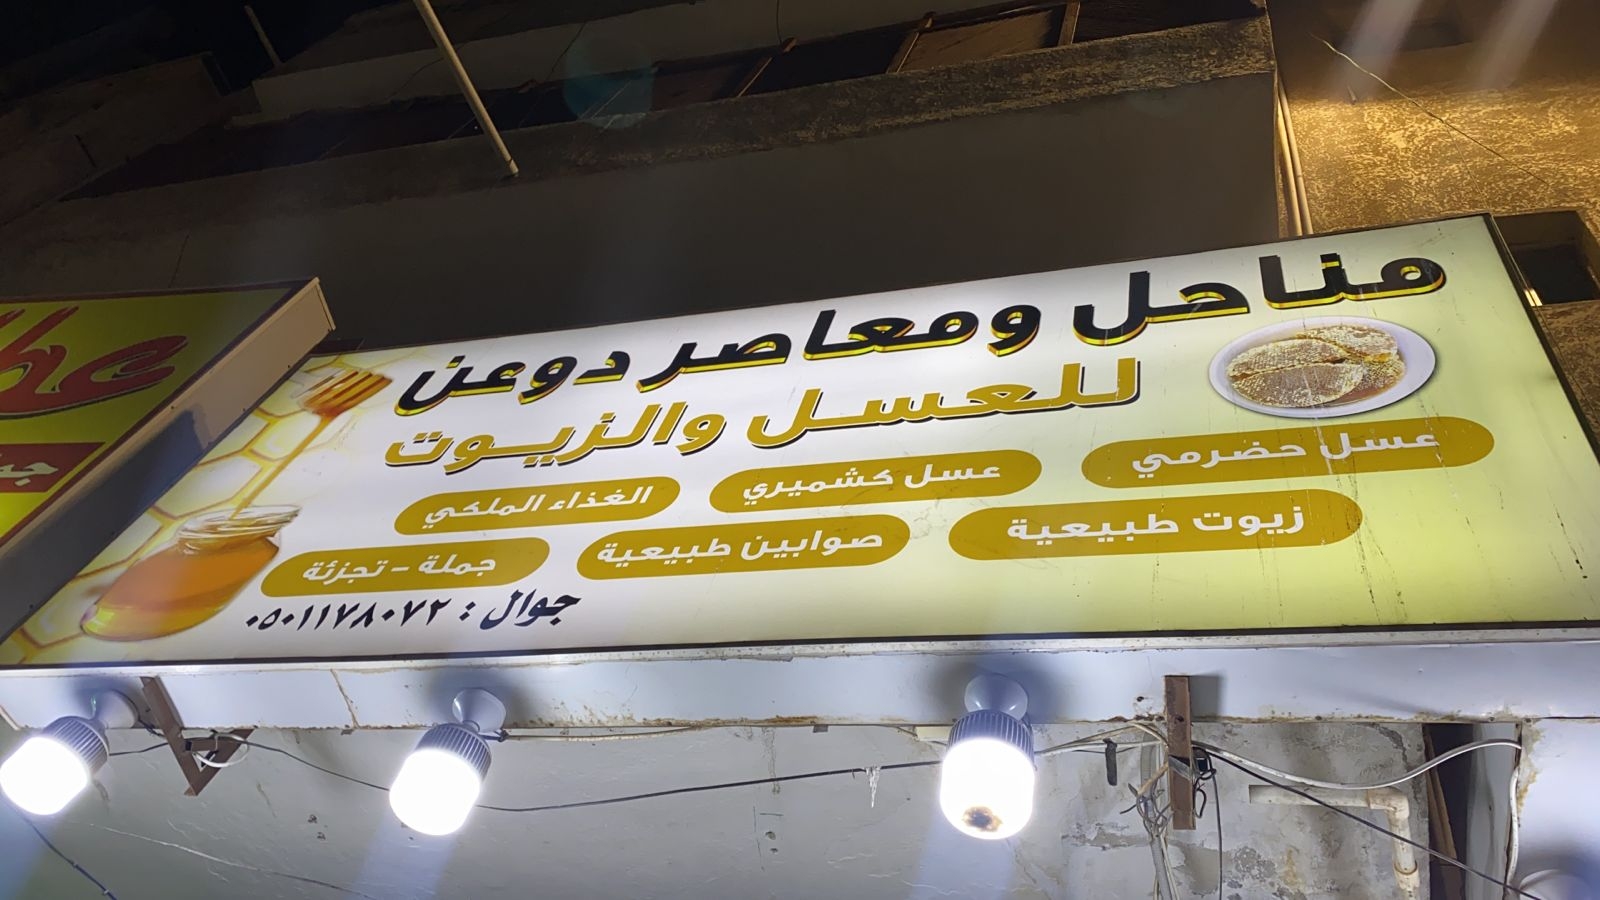 مناحل ومعاصر دوعن
للعسل والزيوت
عسل حضرمي
عسل كشميري
الغذاء الملكي
زيوت طبيعية
صوابين طبيعية
جملة - تجزئة
جوال : ٠٥٠١١٧٨٠٧٢